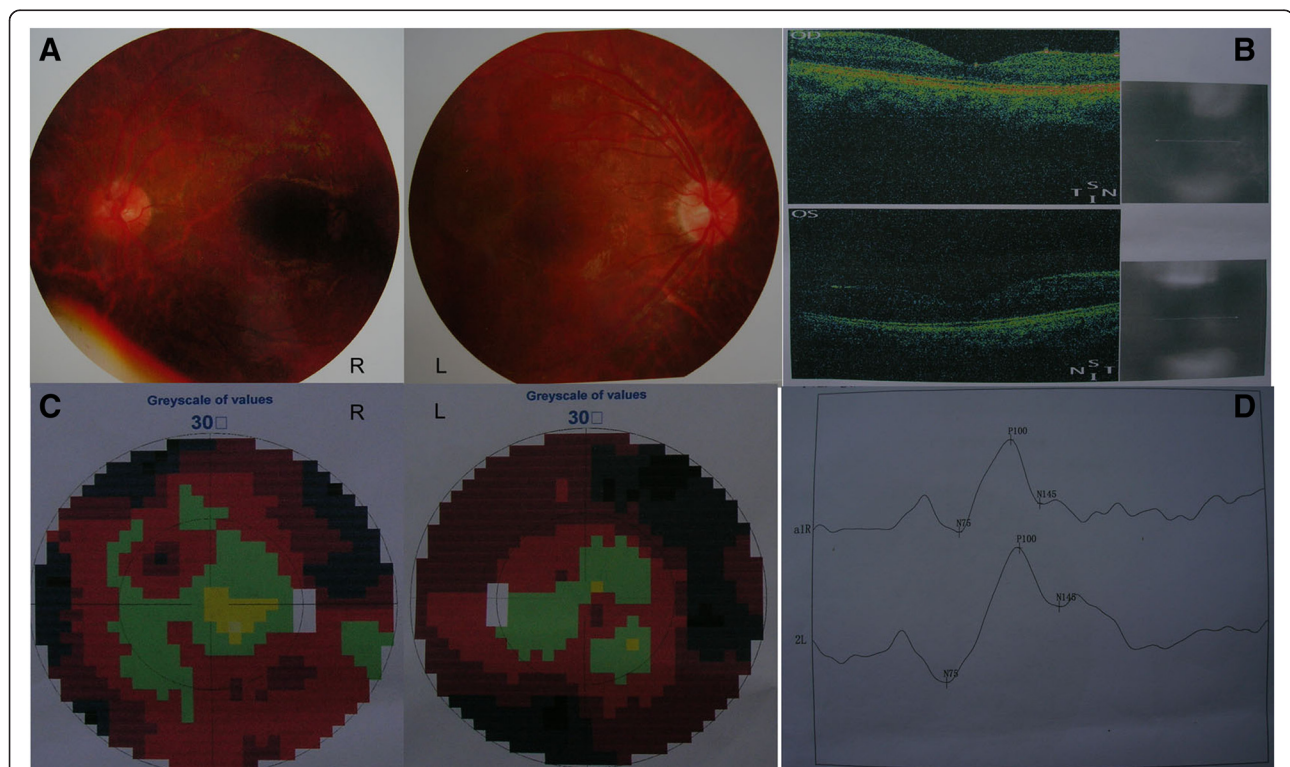 A
R
L
OD
B
T S N
I
OS
N S T
I
C
Greyscale of values
30□
R
L
Greyscale of values
30□
D
P100
N75
N145
a1R
P100
N145
N75
2L